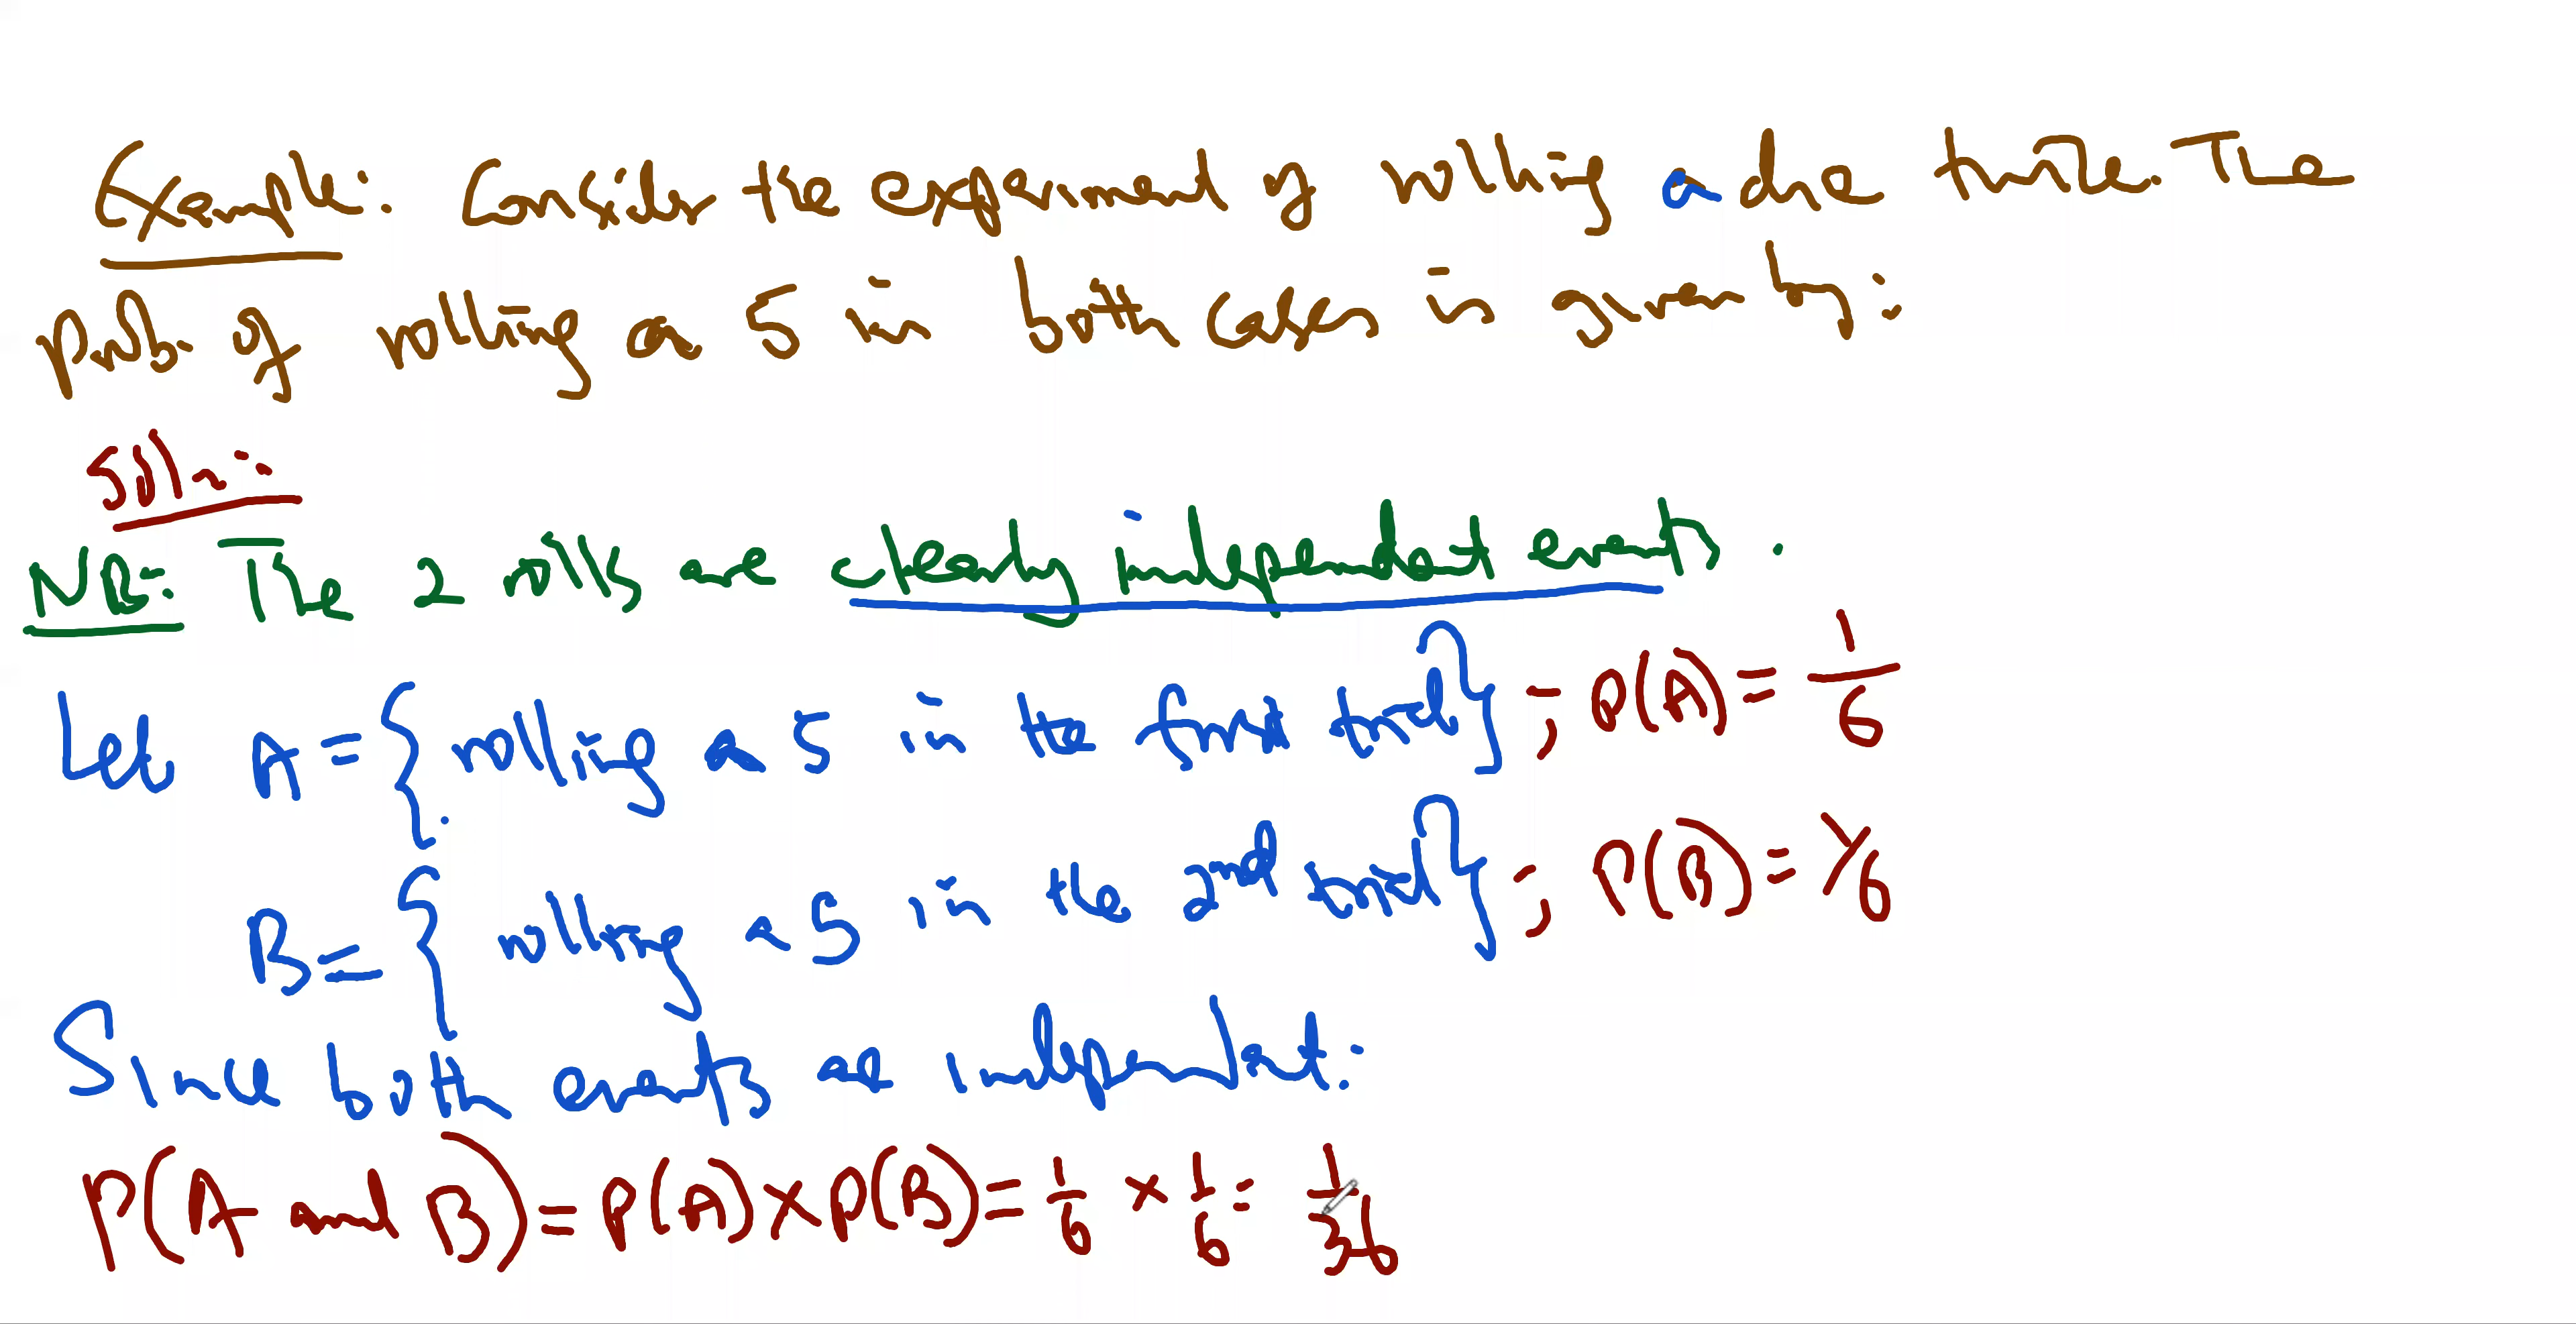 Example: Consider the experiment of rolling a die twice. The
prob. of rolling a 5 in both cases is given by:
Soln:
NB: The 2 rolls are clearly independent events.
Let A = { rolling a 5 in the first trial } ; P(A) = 1/6
B = { rolling a 5 in the 2nd trial } ; P(B) = 1/6
Since both events are independent:
P(A and B) = P(A) × P(B) = 1/6 × 1/6 = 1/36